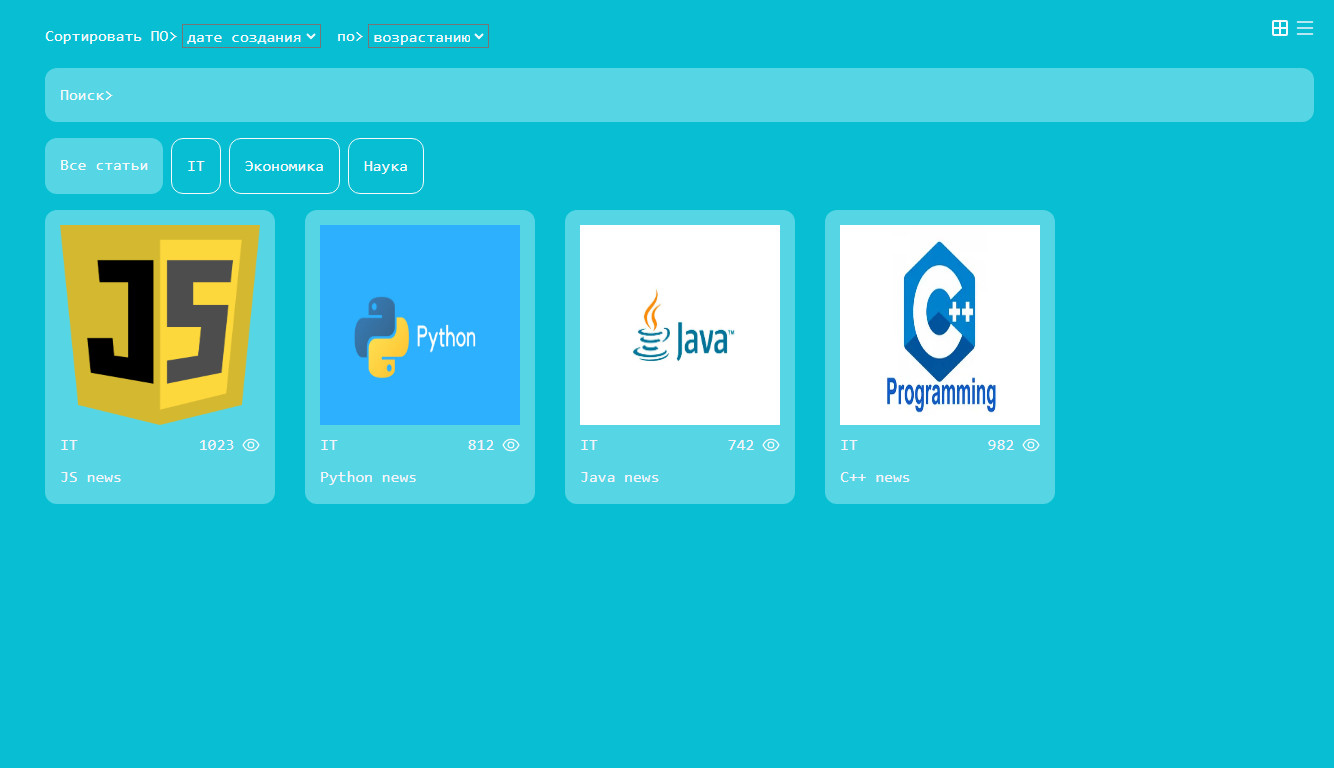 Сортировать ПО> дате создания по> возрастанию
Поиск>
Все статьи IT Экономика Наука
JS Python Java™ C++ Programming
IT 1023 IT 812 IT 742 IT 982
JS news Python news Java news C++ news